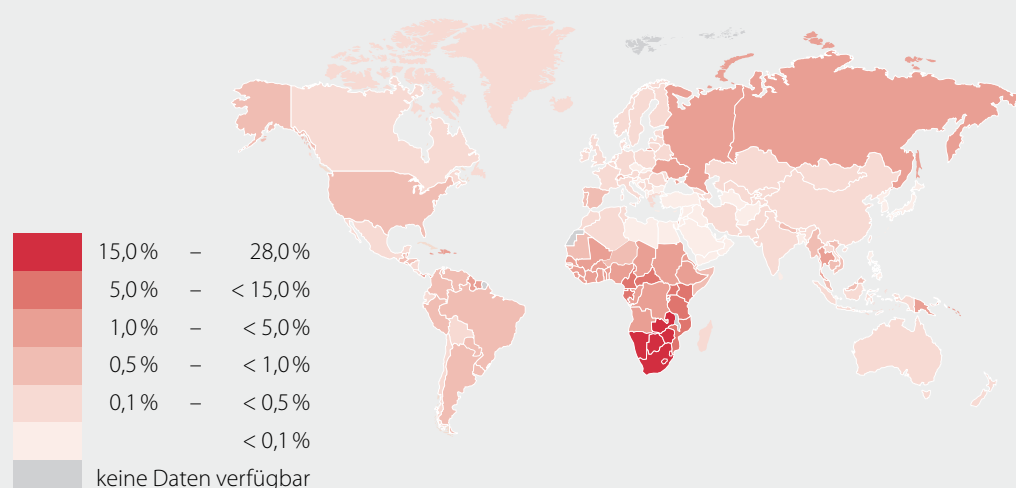 15,0 % – 28,0 %
5,0 % – < 15,0 %
1,0 % – < 5,0 %
0,5 % – < 1,0 %
0,1 % – < 0,5 %
< 0,1 %
keine Daten verfügbar